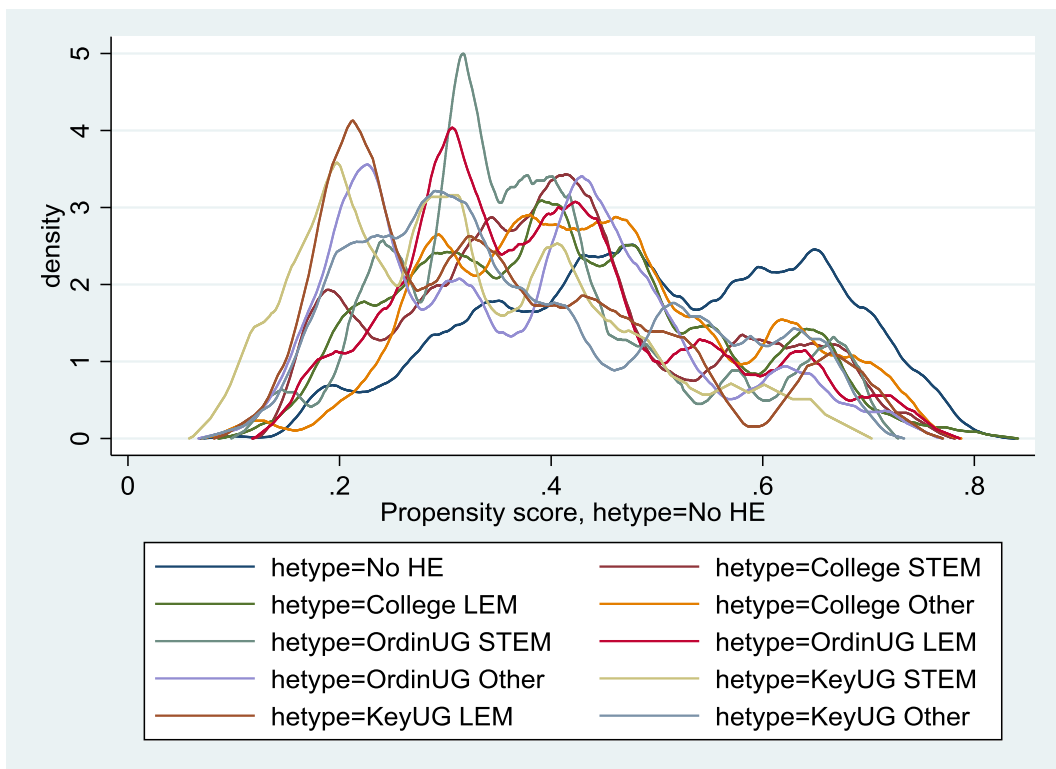 density
5
4
3
2
1
0
0 .2 .4 .6 .8
Propensity score, hetype=No HE
hetype=No HE hetype=College STEM
hetype=College LEM hetype=College Other
hetype=OrdinUG STEM hetype=OrdinUG LEM
hetype=OrdinUG Other hetype=KeyUG STEM
hetype=KeyUG LEM hetype=KeyUG Other